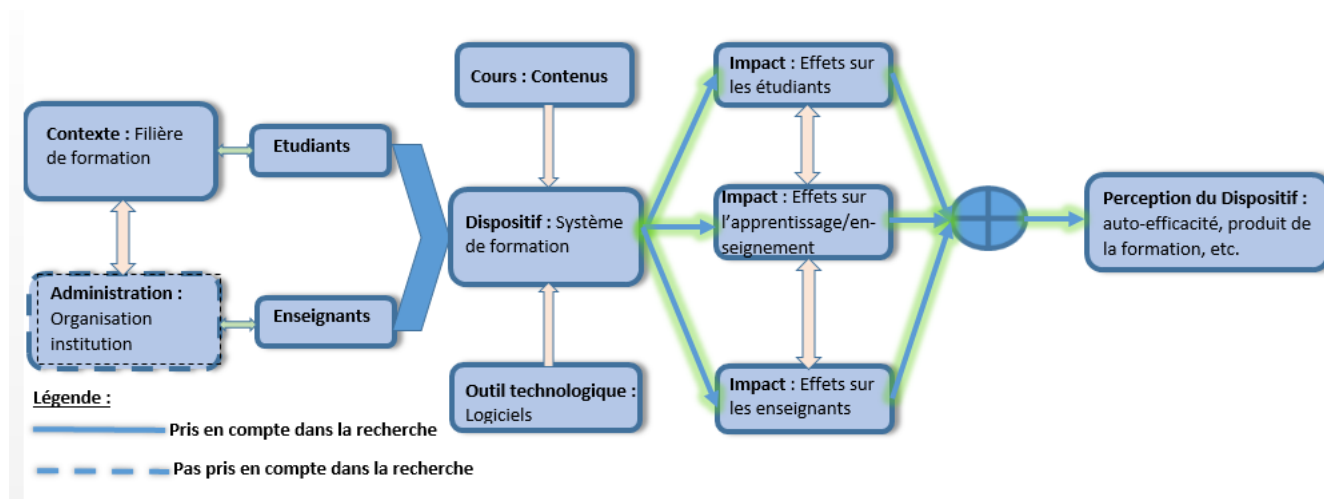 Contexte : Filière
de formation
Etudiants
Administration :
Organisation
institution
Enseignants
Cours : Contenus
Dispositif : Système
de formation
Outil technologique :
Logiciels
Impact : Effets sur
les étudiants
Impact : Effets sur
l’apprentissage/en-
seignement
Impact : Effets sur
les enseignants
Perception du Dispositif :
auto-efficacité, produit de
la formation, etc.
Légende :
Pris en compte dans la recherche
Pas pris en compte dans la recherche